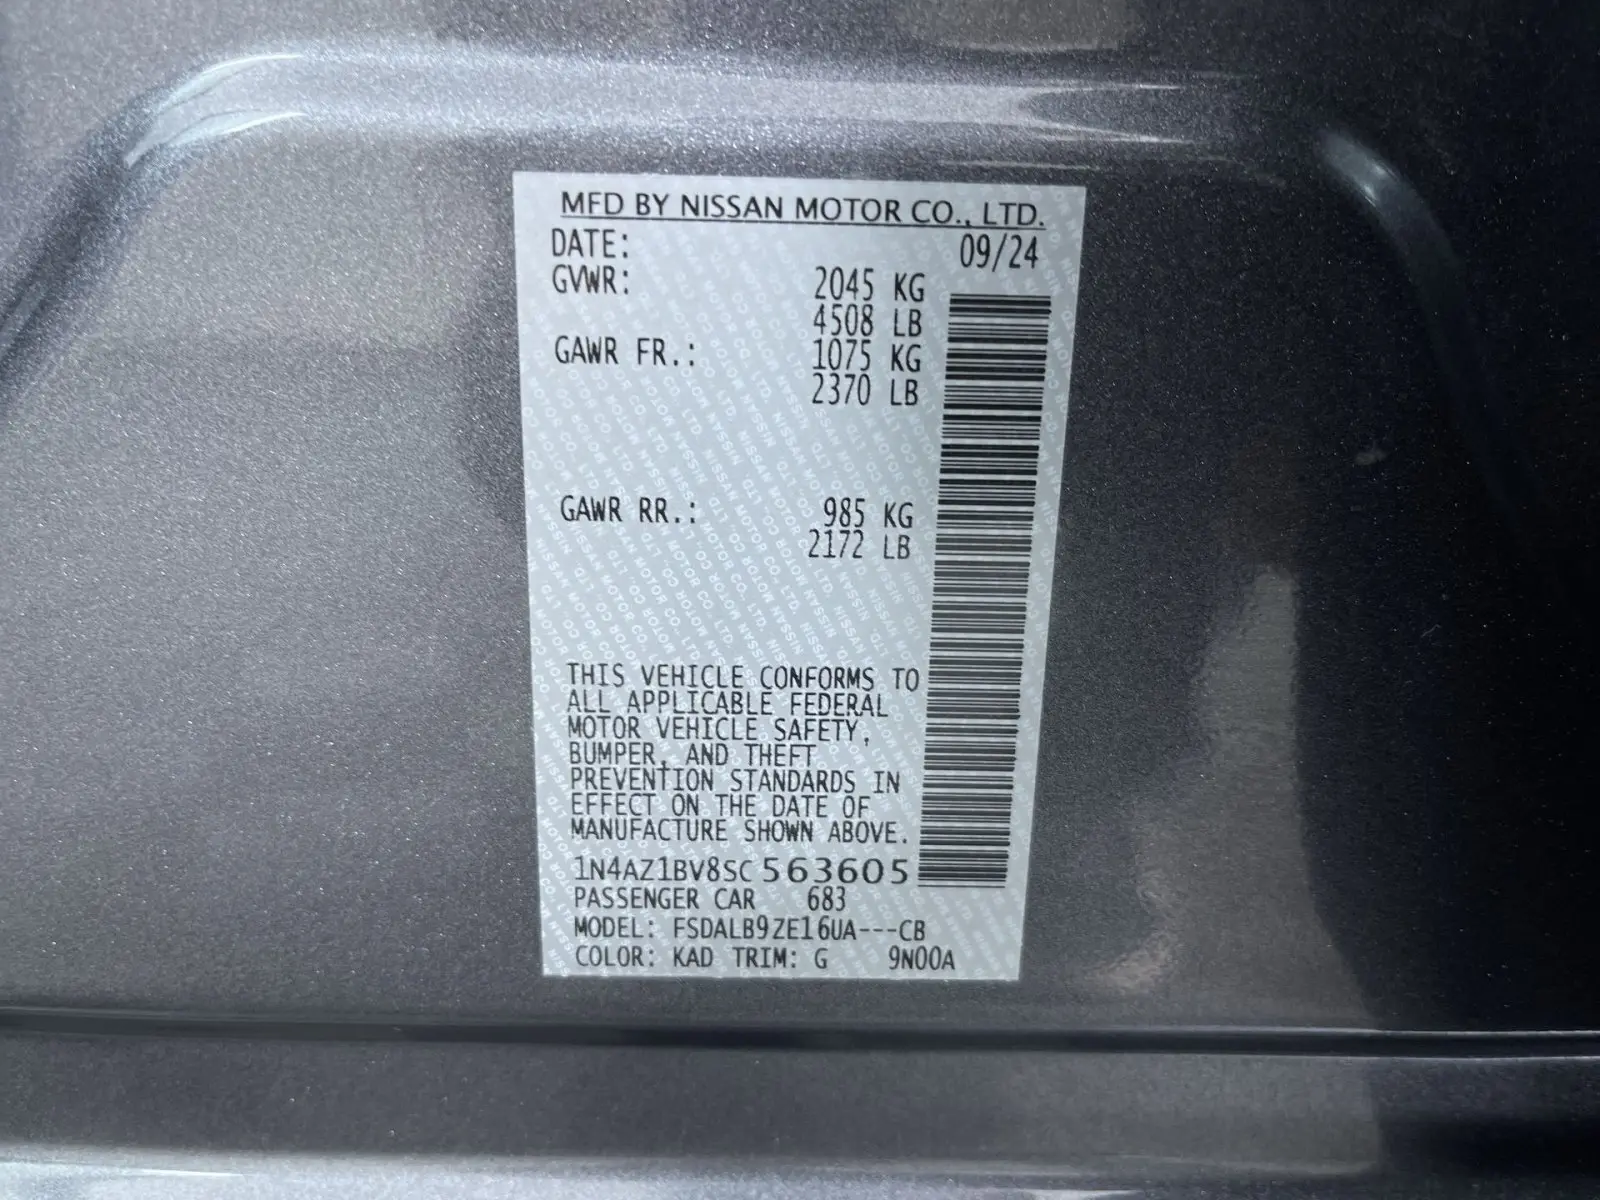 MFD BY NISSAN MOTOR CO., LTD.
DATE: 09/24
GVWR: 2045 KG
4508 LB
GAWR FR.: 1075 KG
2370 LB
GAWR RR.: 985 KG
2172 LB
THIS VEHICLE CONFORMS TO
ALL APPLICABLE FEDERAL
MOTOR VEHICLE SAFETY,
BUMPER, AND THEFT
PREVENTION STANDARDS IN
EFFECT ON THE DATE OF
MANUFACTURE SHOWN ABOVE.
1N4AZ1BV8SC563605
PASSENGER CAR 683
MODEL: FSDALB9ZE16UA---CB
COLOR: KAD TRIM: G 9N00A